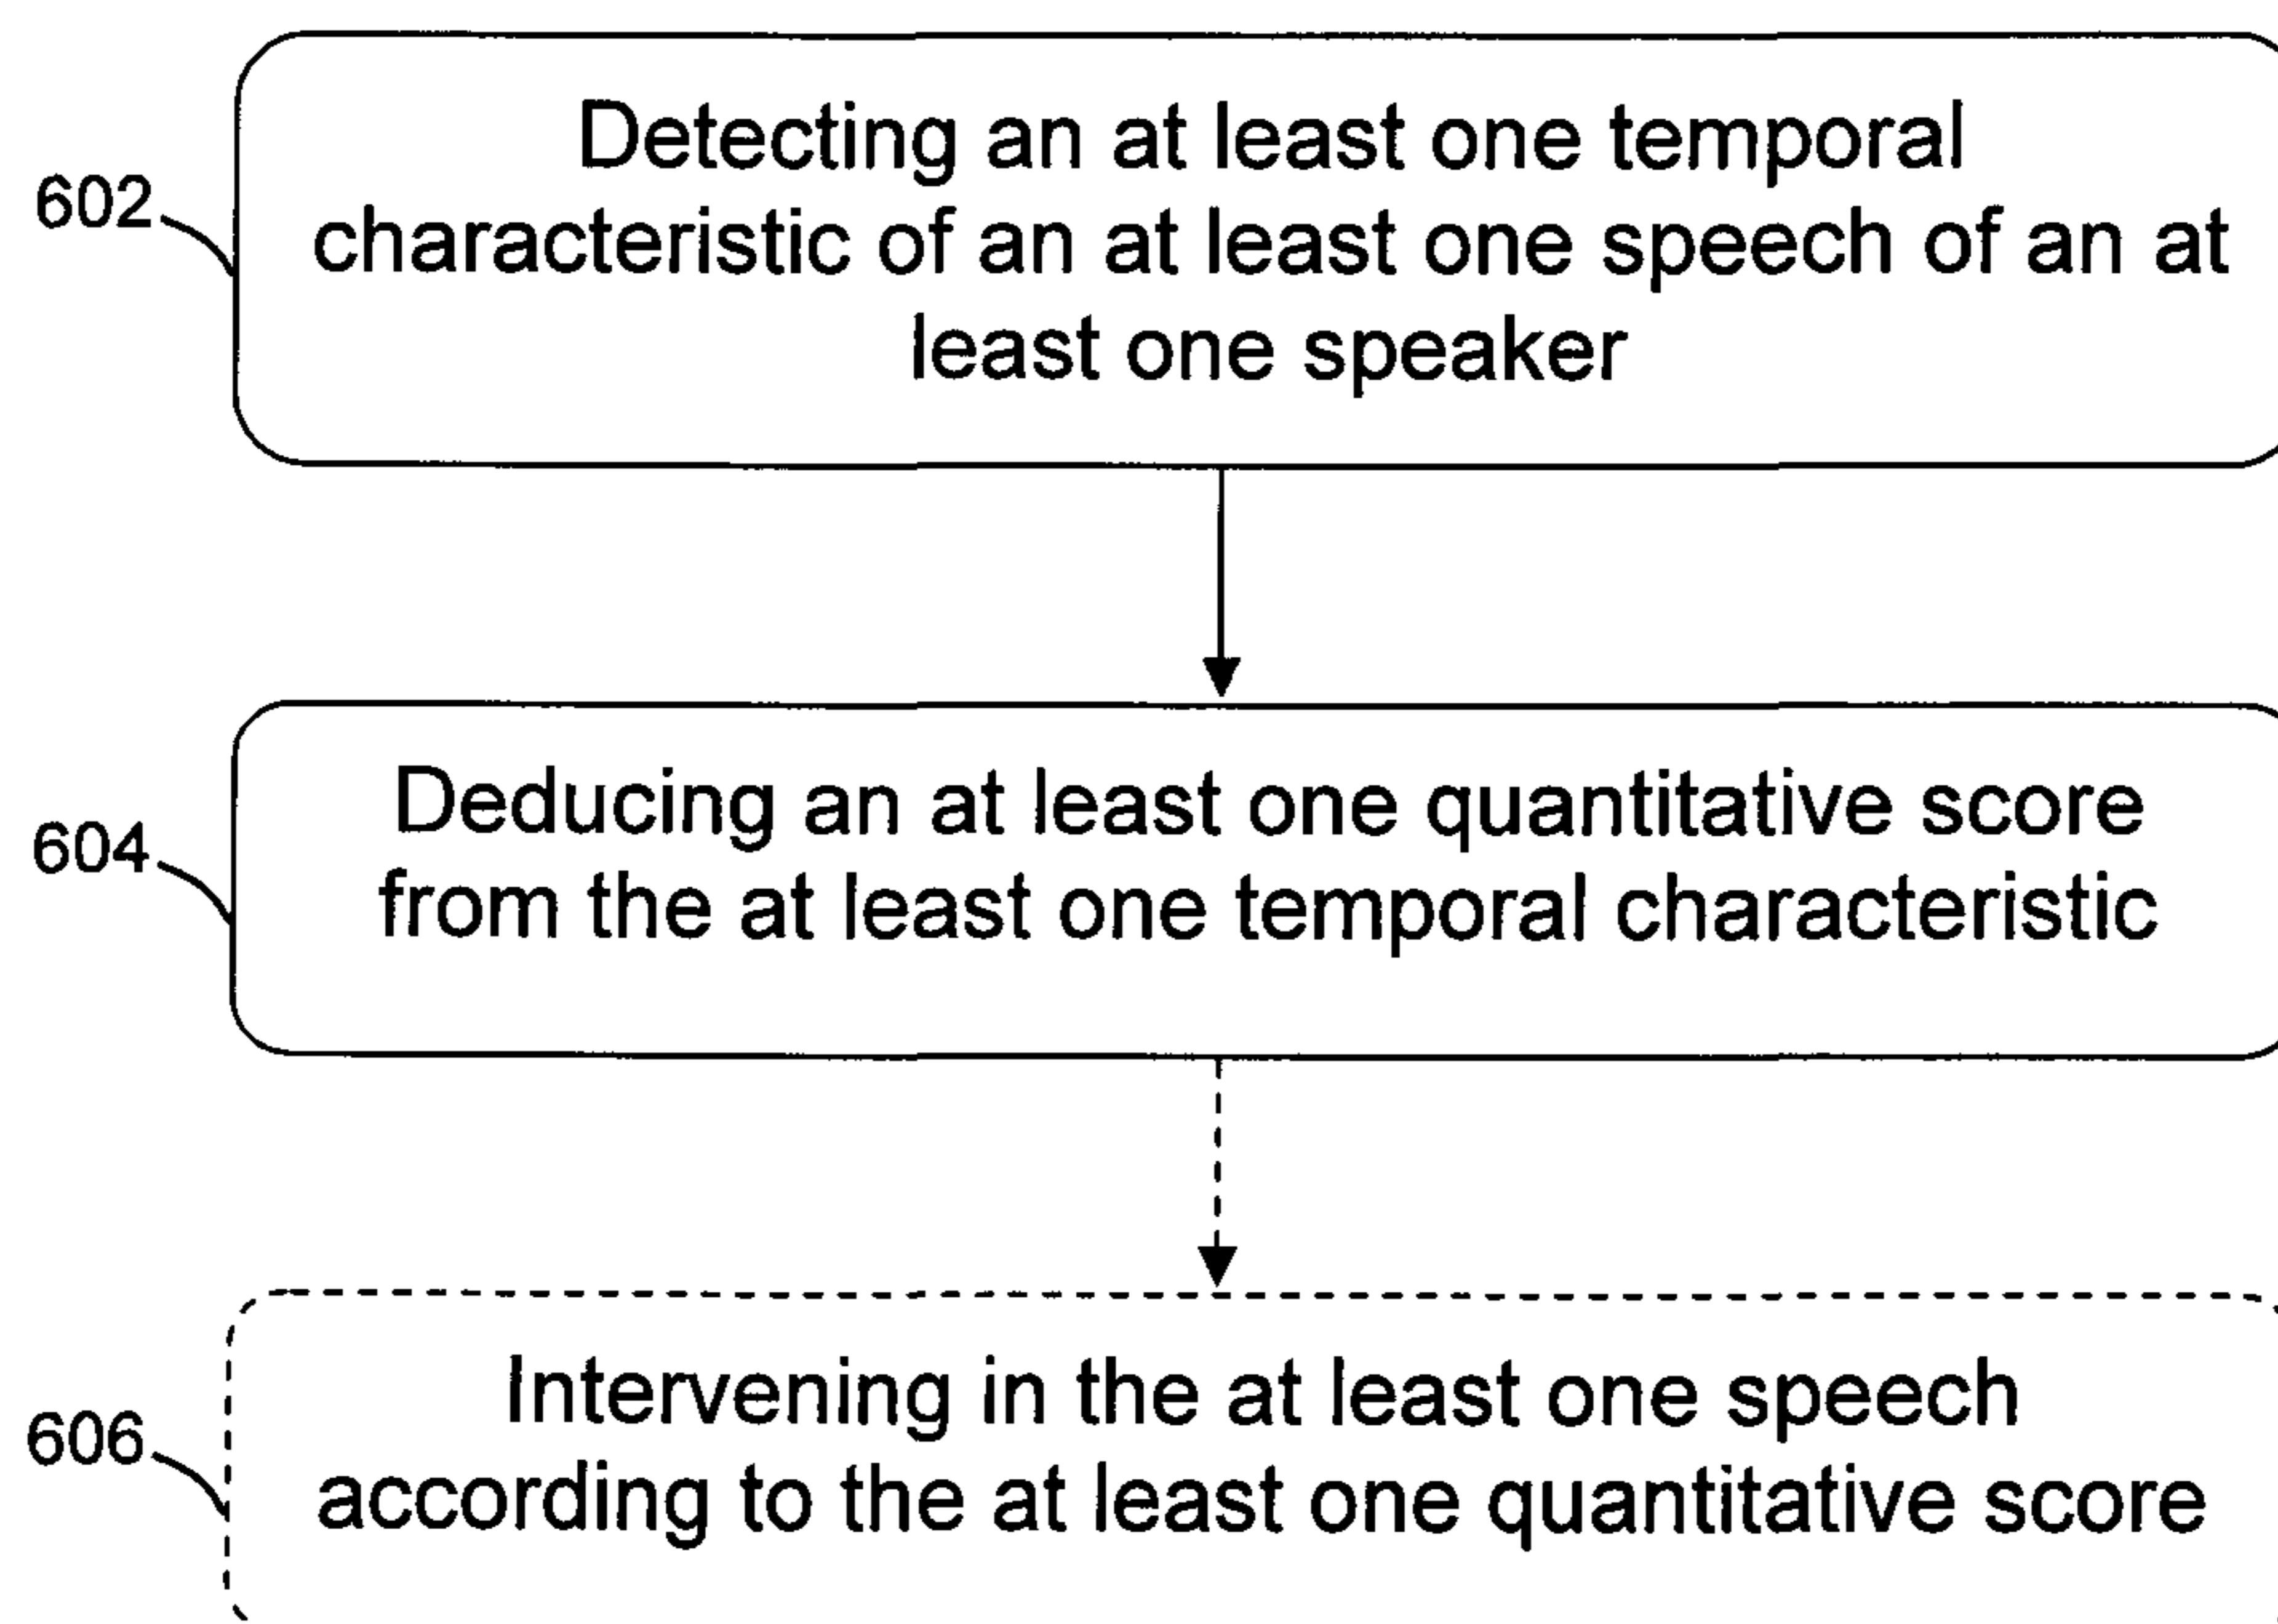 Detecting an at least one temporal
602
characteristic of an at least one speech of an at
least one speaker
Deducing an at least one quantitative score
604
from the at least one temporal characteristic
Intervening in the at least one speech
606
according to the at least one quantitative score